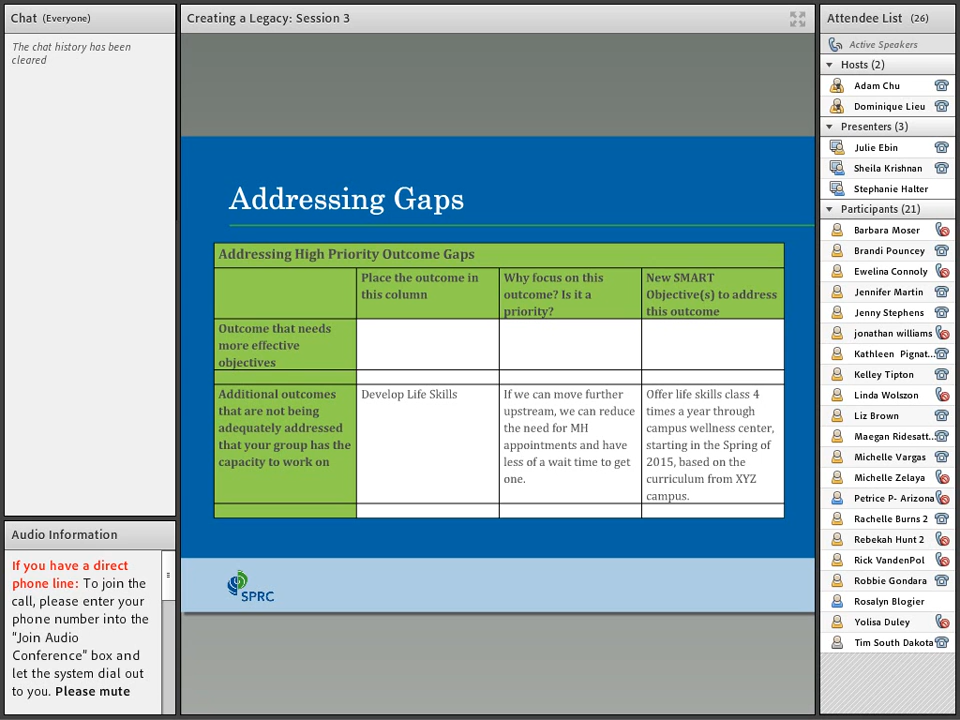 Chat (Everyone)
The chat history has been
cleared
Audio Information
If you have a direct
phone line: To join the
call, please enter your
phone number into the
"Join Audio
Conference" box and
let the system dial out
to you. Please mute
Creating a Legacy: Session 3
Addressing Gaps
Addressing High Priority Outcome Gaps
Place the outcome in
this column
Why focus on this
outcome? Is it a
priority?
New SMART
Objective(s) to address
this outcome
Outcome that needs
more effective
objectives
Additional outcomes
that are not being
adequately addressed
that your group has the
capacity to work on
Develop Life Skills
If we can move further
upstream, we can reduce
the need for MH
appointments and have
less of a wait time to get
one.
Offer life skills class 4
times a year through
campus wellness center,
starting in the Spring of
2015, based on the
curriculum from XYZ
campus.
SPRC
Attendee List (26)
Active Speakers
Hosts (2)
Adam Chu
Dominique Lieu
Presenters (3)
Julie Ebin
Sheila Krishnan
Stephanie Halter
Participants (21)
Barbara Moser
Brandi Pouncey
Ewelina Connoly
Jennifer Martin
Jenny Stephens
jonathan williams
Kathleen Pignat...
Kelley Tipton
Linda Wolszon
Liz Brown
Maegan Ridesatt...
Michelle Vargas
Michelle Zelaya
Petrice P- Arizona
Rachelle Burns 2
Rebekah Hunt 2
Rick VandenPol
Robbie Gondara
Rosalyn Blogier
Yolisa Duley
Tim South Dakota